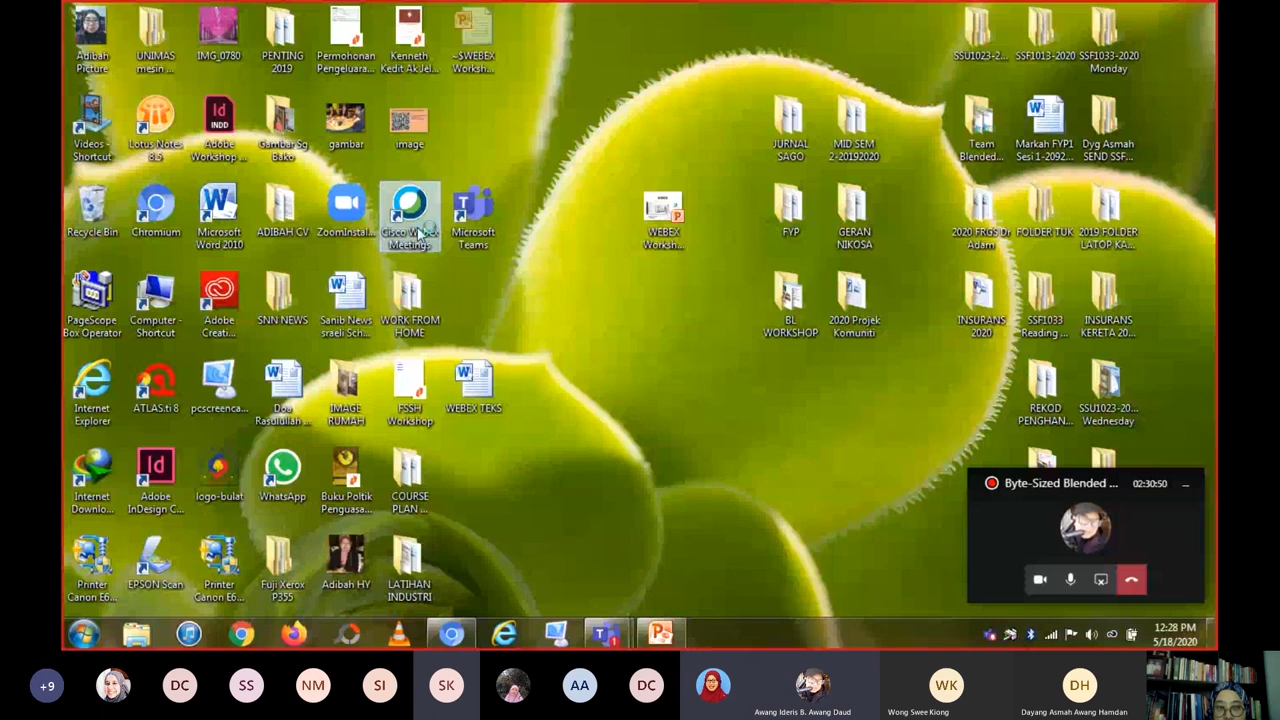 Adibah
Picture
UNIMAS
mesin ...
IMG_0780
PENTING
2019
Permohonan
Pengeluara...
Kenneth
Kedit Ak Jel...
~$WEBEX
Worksh...
SSU1023-2...
SSF1013-2020
SSF1033-2020
Monday
Videos -
Shortcut
Lotus Notes
8.5
Id
INDD
Adobe
Workshop ...
Gambar Sg
Bako
gambar
image
JURNAL
SAGO
MID SEM
2-20192020
Team
Blended...
Markah FYP1
Sesi 1-2092...
Dyg Asmah
SEND SSF...
Recycle Bin
Chromium
Microsoft
Word 2010
ADIBAH CV
ZoomInstal...
Cisco Webex
Meetings
Microsoft
Teams
WEBEX
Worksh...
FYP
GERAN
NIKOSA
2020 FRGS Dr
Adam
FOLDER TUK
2019 FOLDER
LATOP KA...
PageScope
Box Operator
Computer -
Shortcut
Adobe
Creati...
SNN NEWS
Sanib News
sraeli Sch...
WORK FROM
HOME
BL
WORKSHOP
2020 Projek
Komuniti
INSURANS
2020
SSF1033
Reading ...
INSURANS
KERETA 20...
Internet
Explorer
ATLAS.ti 8
pcscreenca...
Doa
Rasulullah ...
IMAGE
RUMAH
FSSH
Workshop
WEBEX TEKS
REKOD
PENGHAN...
SSU1023-20...
Wednesday
Internet
Downlo...
Id
Adobe
InDesign C...
logo-bulat
WhatsApp
Buku Poltik
Penguasa...
COURSE
PLAN ...
Byte-Sized Blended ...
02:30:50
Printer
Canon E6...
EPSON Scan
Printer
Canon E6...
Fuji Xerox
P355
Adibah HY
LATIHAN
INDUSTRI
12:28 PM
5/18/2020
+9
DC
SS
NM
SI
SK
AA
DC
WK
DH
Awang Ideris B. Awang Daud
Wong Swee Kiong
Dayang Asmah Awang Hamdan